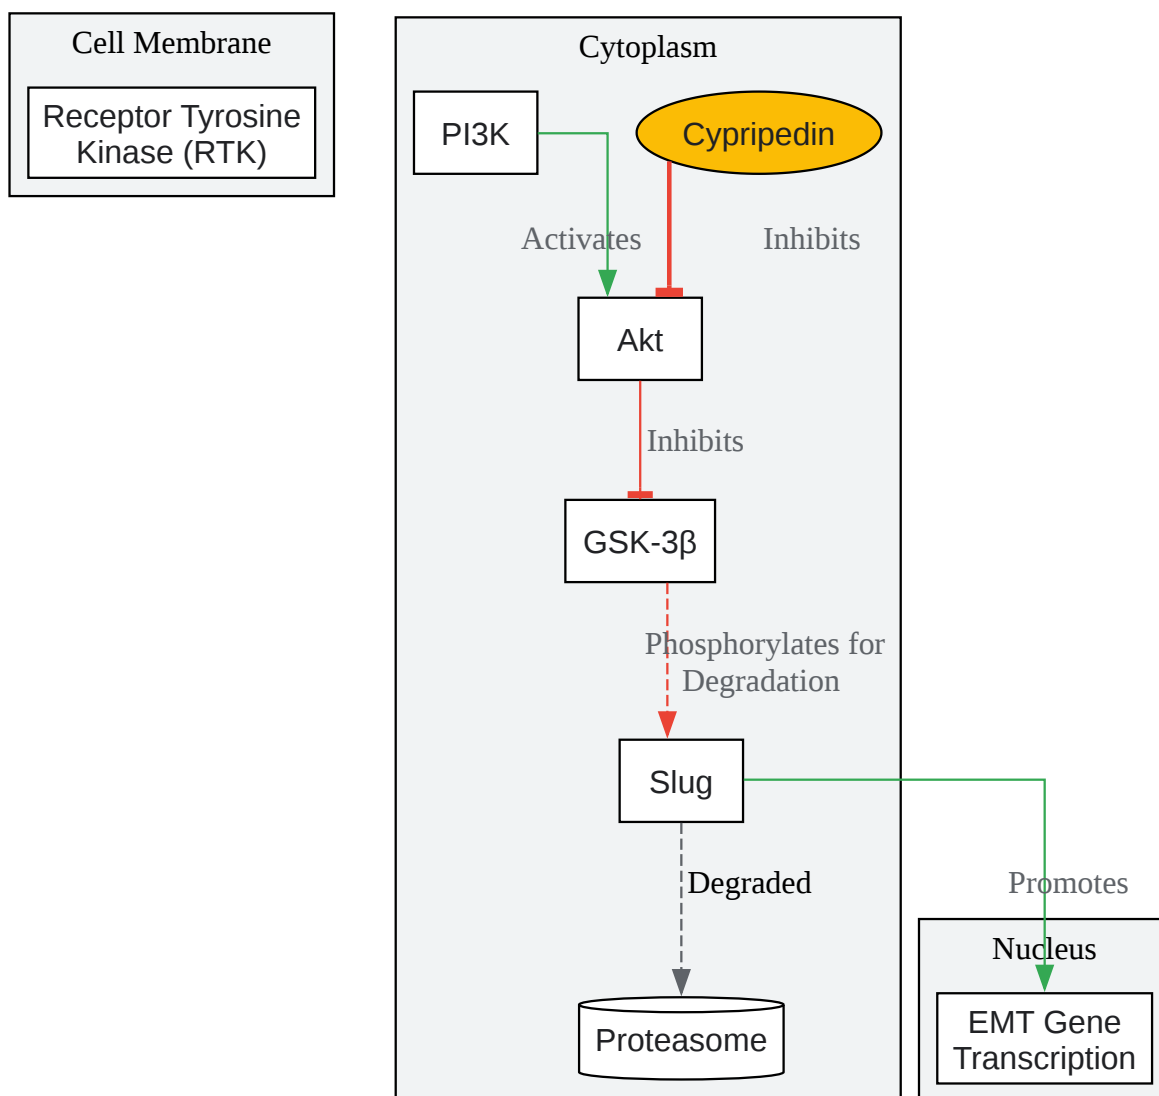 Cell Membrane
Receptor Tyrosine
Kinase (RTK)
Cytoplasm
PI3K
Cypripedin
Activates
Inhibits
Akt
Inhibits
GSK-3β
Phosphorylates for
Degradation
Slug
Degraded
Promotes
Proteasome
Nucleus
EMT Gene
Transcription